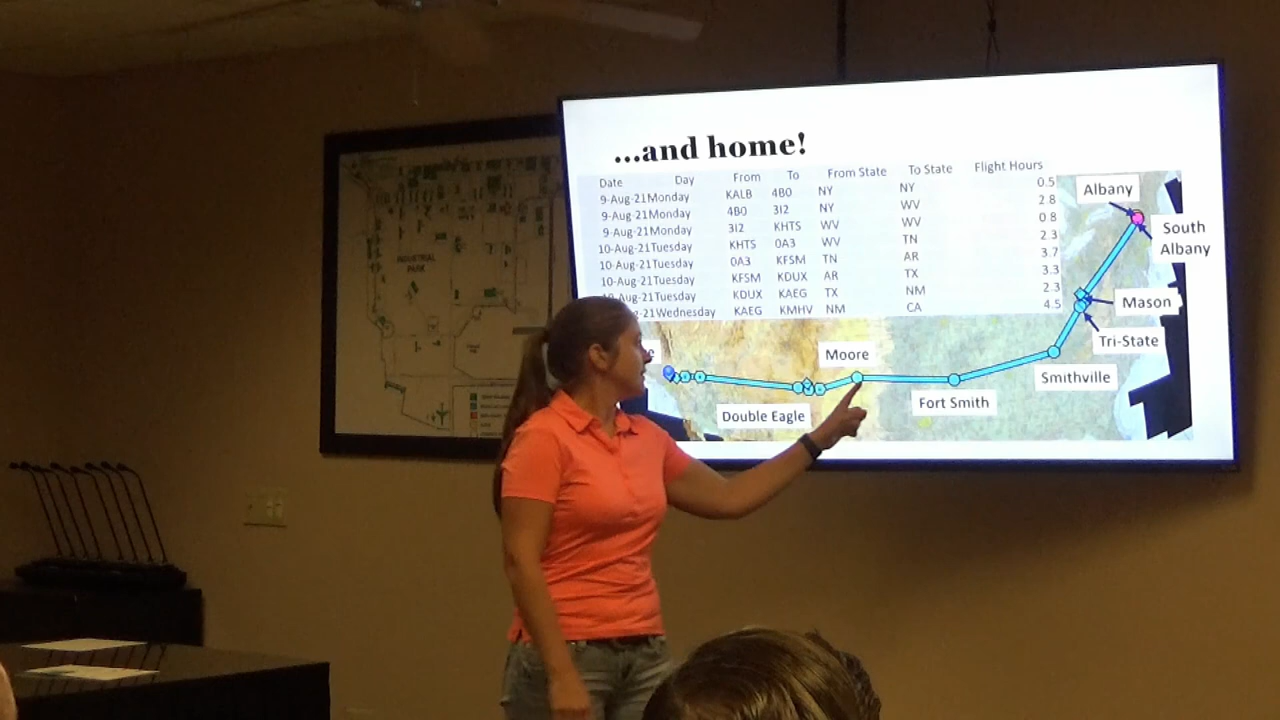 ...and home!
Date Day From To From State To State Flight Hours
9-Aug-21 Monday KALB 4B0 NY NY 0.5
9-Aug-21 Monday 4B0 3I2 NY WV 2.8
9-Aug-21 Monday 3I2 KHTS WV WV 0.8
10-Aug-21 Tuesday KHTS 0A3 WV TN 2.3
10-Aug-21 Tuesday 0A3 KFSM TN AR 3.7
10-Aug-21 Tuesday KFSM KDUX AR TX 3.3
Aug-21 Tuesday KDUX KAEG TX NM 2.3
g-21 Wednesday KAEG KMHV NM CA 4.5
Albany
South
Albany
Mason
Tri-State
Smithville
Fort Smith
Moore
Double Eagle
e
INDUSTRIAL
PARK